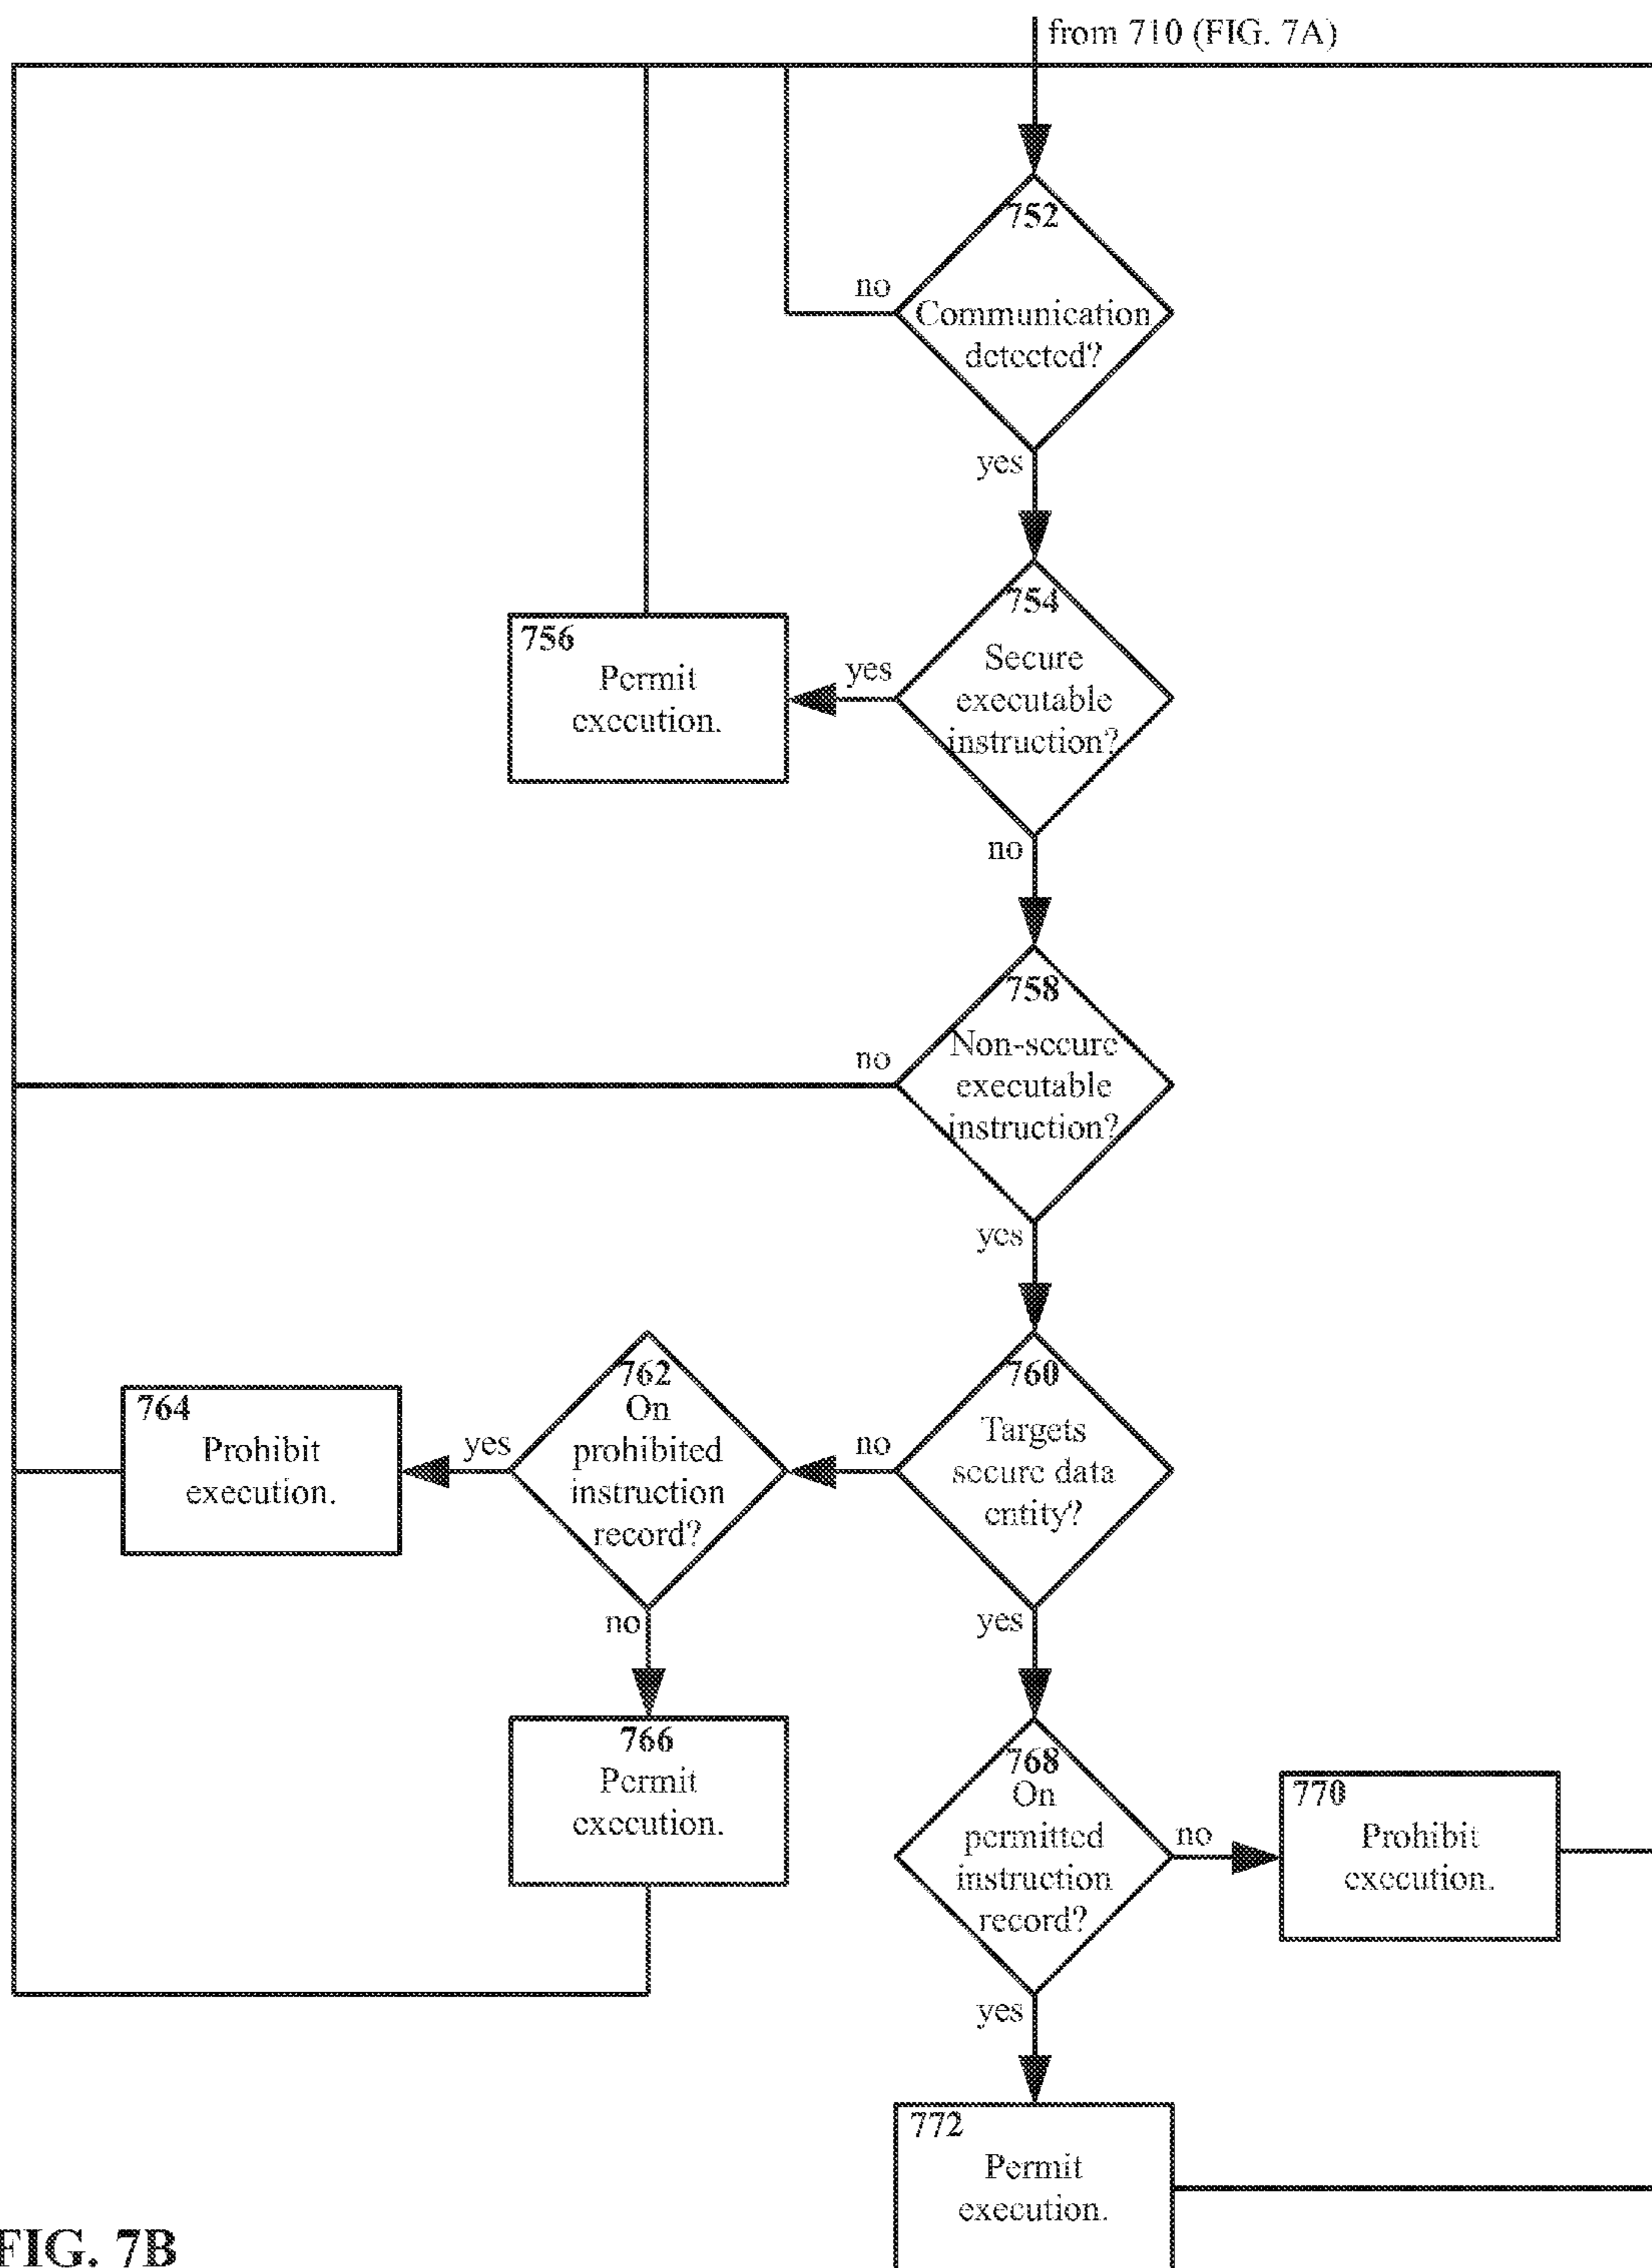 from 710 (FIG. 7A)
752
Communication
detected?
no
yes
754
Secure
executable
instruction?
yes
no
756
Permit
execution.
758
Non-secure
executable
instruction?
no
yes
760
Targets
secure data
entity?
no
yes
762
On
prohibited
instruction
record?
yes
no
764
Prohibit
execution.
766
Permit
execution.
768
On
permitted
instruction
record?
no
yes
770
Prohibit
execution.
772
Permit
execution.
FIG. 7B